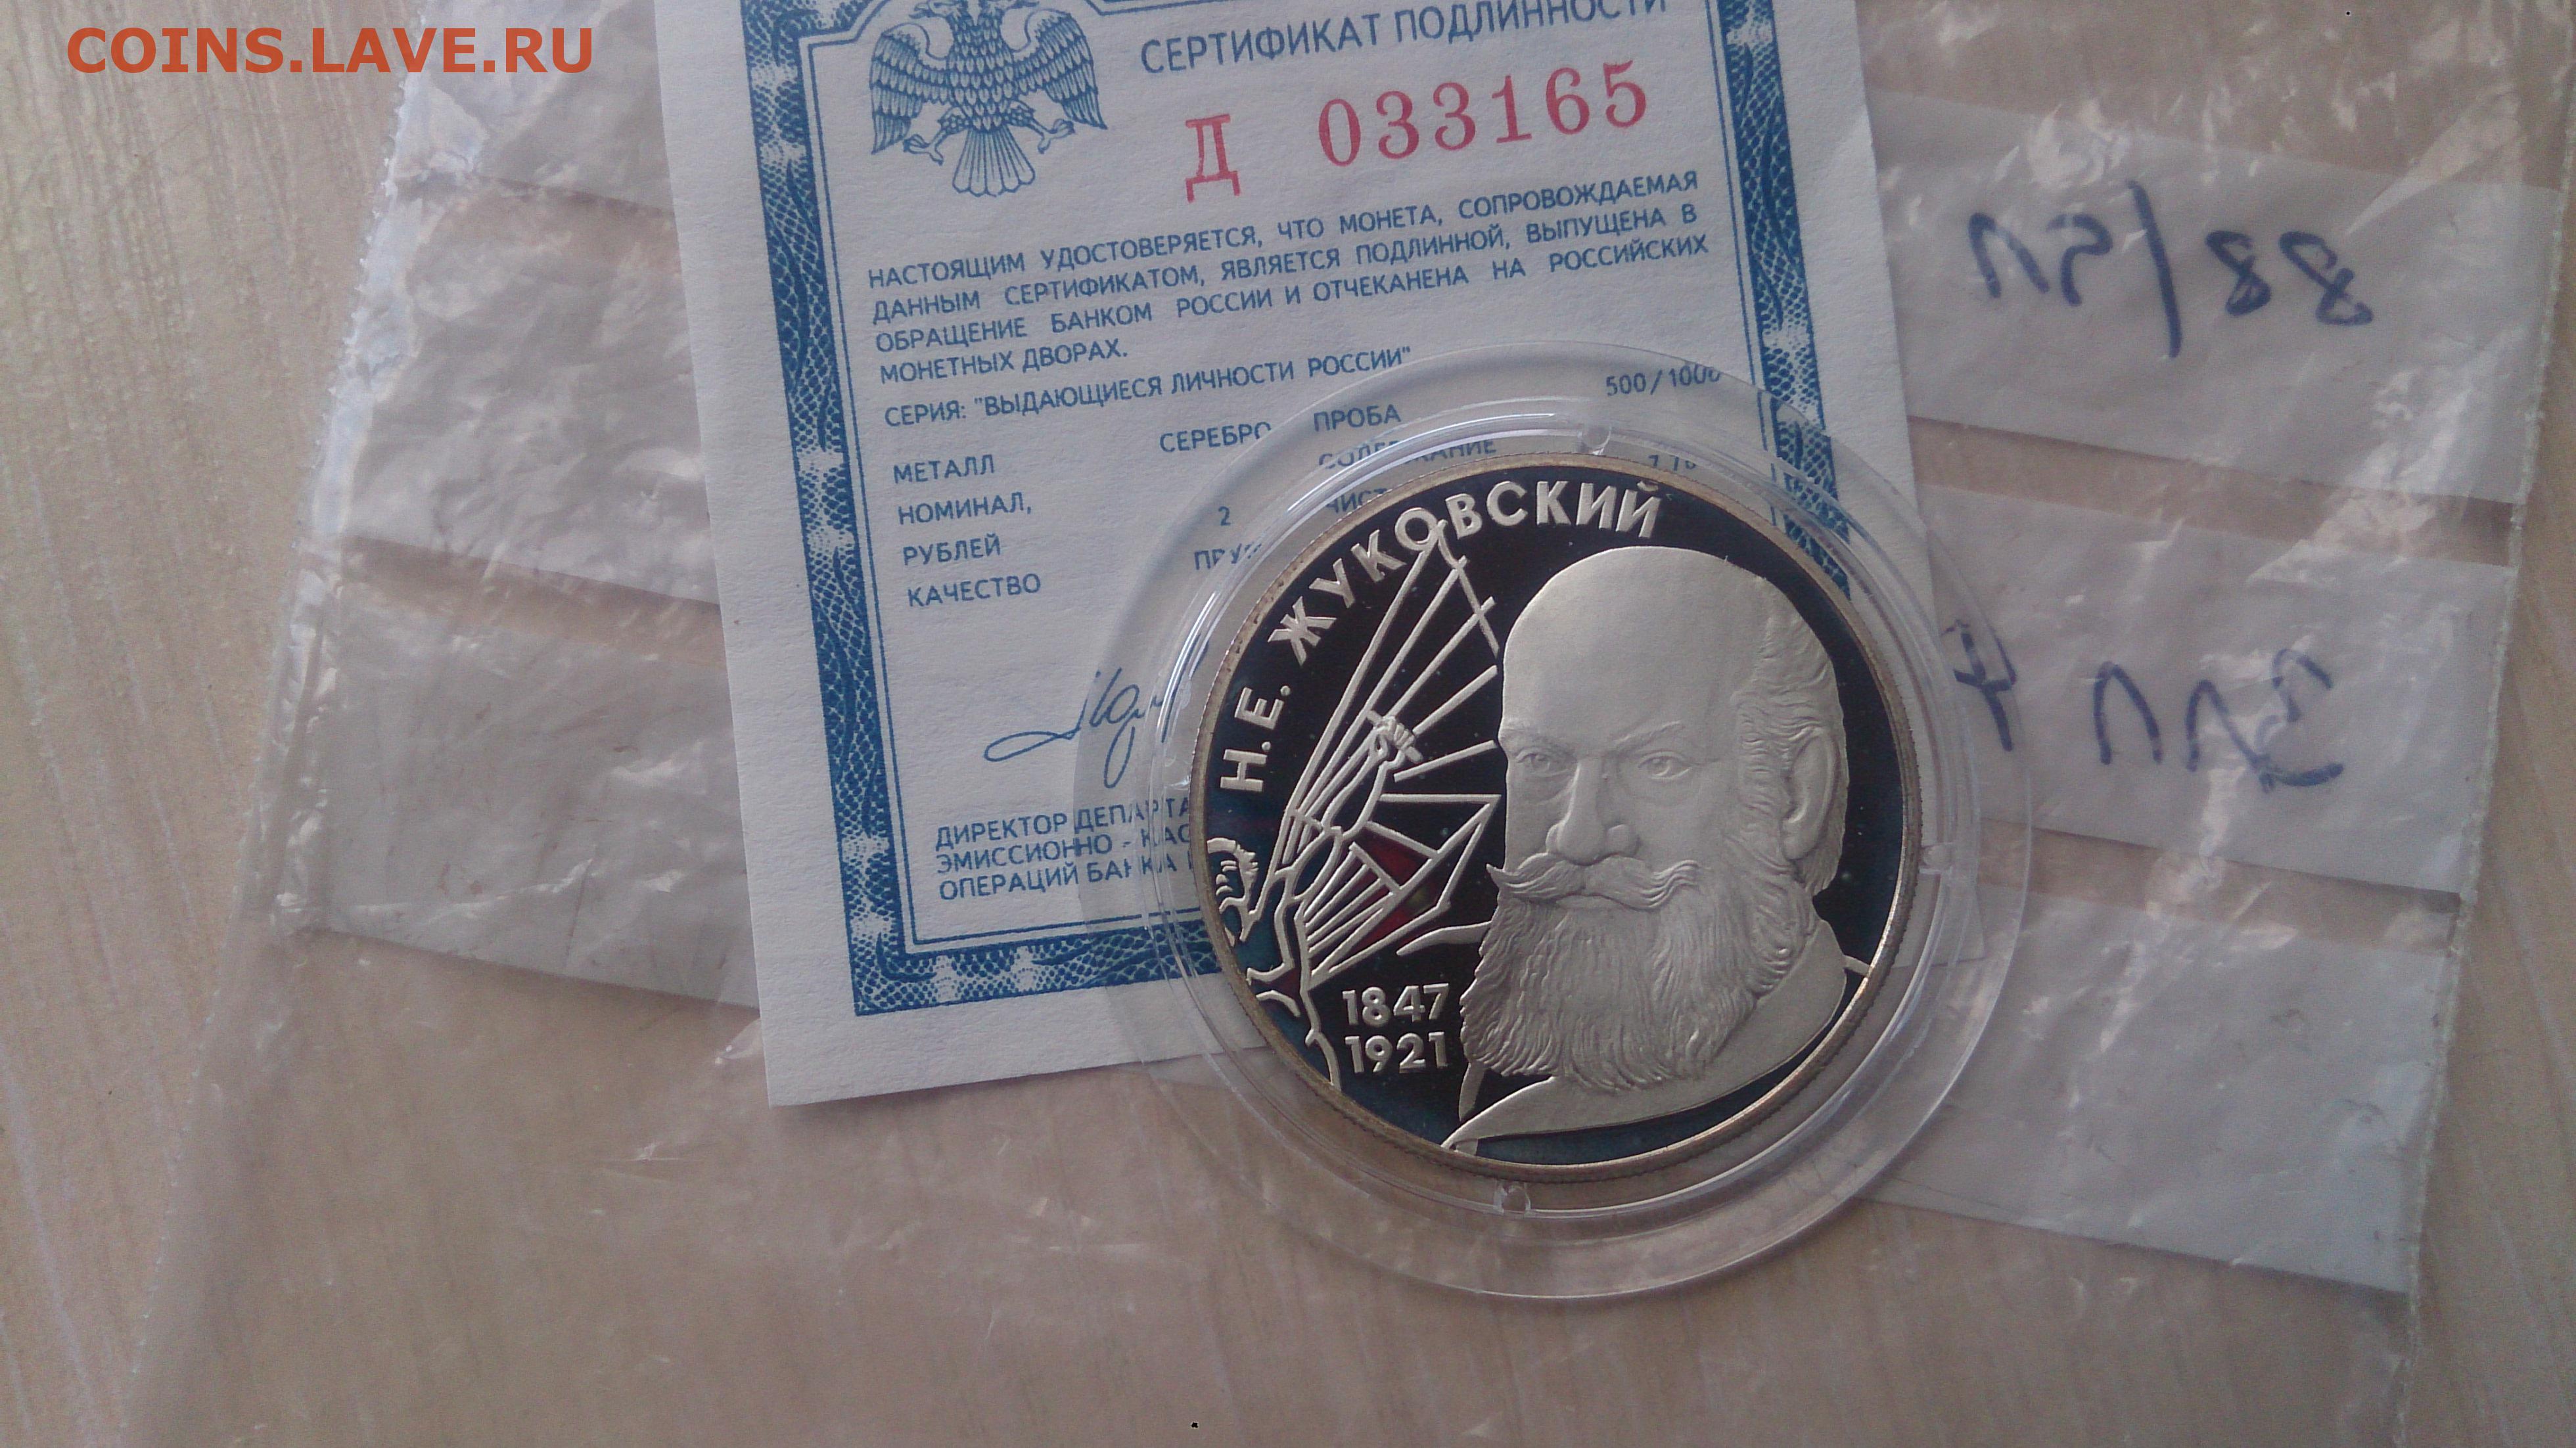 COINS.LAVE.RU
СЕРТИФИКАТ ПОДЛИННОСТИ
Д 033165
НАСТОЯЩИМ УДОСТОВЕРЯЕТСЯ, ЧТО МОНЕТА, СОПРОВОЖДАЕМАЯ
ДАННЫМ СЕРТИФИКАТОМ, ЯВЛЯЕТСЯ ПОДЛИННОЙ, ВЫПУЩЕНА В
ОБРАЩЕНИЕ БАНКОМ РОССИИ И ОТЧЕКАНЕНА НА РОССИЙСКИХ
МОНЕТНЫХ ДВОРАХ.
СЕРИЯ: "ВЫДАЮЩИЕСЯ ЛИЧНОСТИ РОССИИ"
МЕТАЛЛ СЕРЕБРО ПРОБА 500/1000
НОМИНАЛ,
РУБЛЕЙ 2
КАЧЕСТВО
ДИРЕКТОР
ОПЕРАЦИЙ БАНКА
Н.Е. ЖУКОВСКИЙ
1847
1921